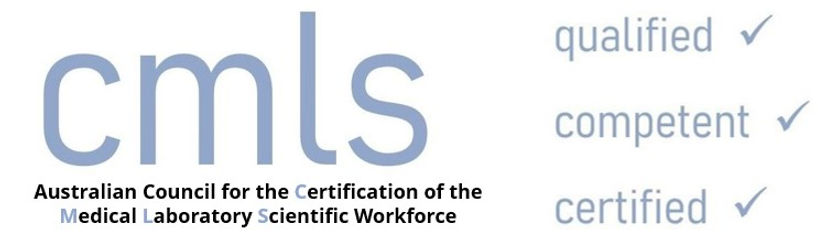 cmls
Australian Council for the Certification of the
Medical Laboratory Scientific Workforce
qualified ✓
competent ✓
certified ✓